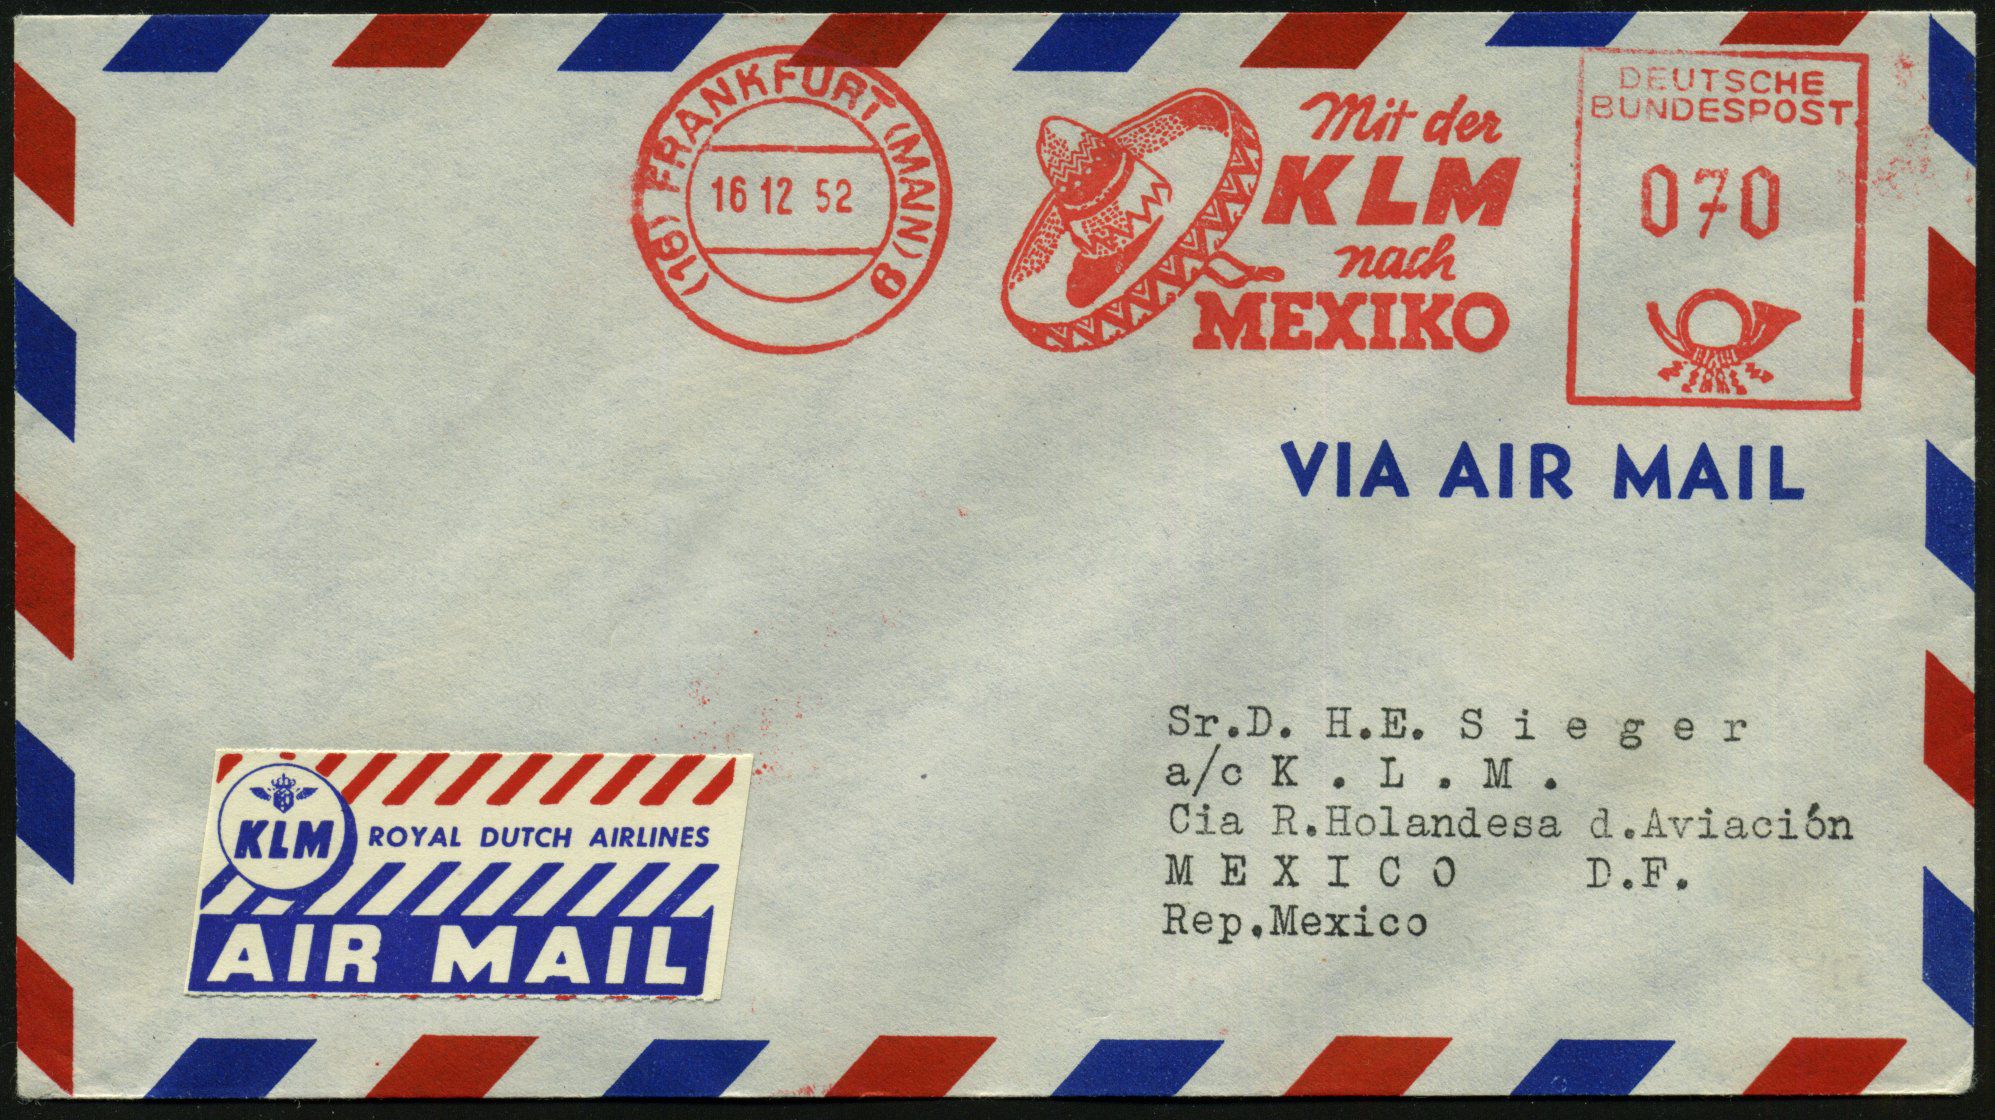 (16) FRANKFURT (MAIN) 6
16 12 52
Mit der
KLM
nach
MEXIKO
DEUTSCHE
BUNDESPOST
070
VIA AIR MAIL
Sr.D. H.E. S i e g e r
a/c K . L . M .
Cia R.Holandesa d.Aviación
M E X I C O D.F.
Rep.Mexico
KLM ROYAL DUTCH AIRLINES
AIR MAIL